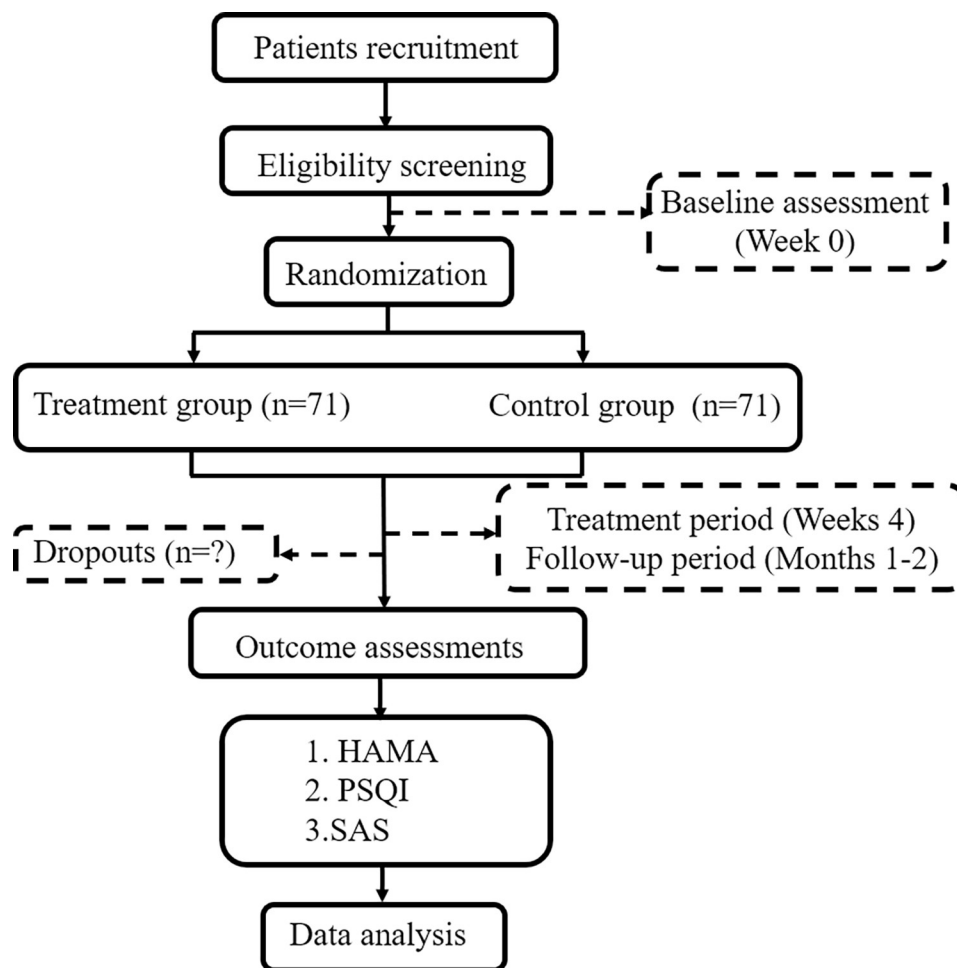 Patients recruitment
Eligibility screening
Baseline assessment
(Week 0)
Randomization
Treatment group (n=71)
Control group (n=71)
Treatment period (Weeks 4)
Follow-up period (Months 1-2)
Dropouts (n=?)
Outcome assessments
1. HAMA
2. PSQI
3.SAS
Data analysis